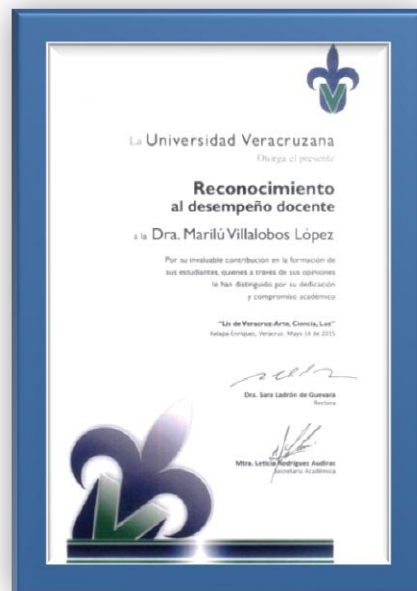 La Universidad Veracruzana
Otorga el presente
Reconocimiento
al desempeño docente
a la Dra. Marilú Villalobos López
Por su invaluable contribución en la formación de
sus estudiantes, quienes a través de sus opiniones
le han distinguido por su dedicación
y compromiso académico
"Lis de Veracruz: Arte, Ciencia, Luz"
Xalapa-Enríquez, Veracruz. Mayo 14 de 2015
Dra. Sara Ladrón de Guevara
Rectora
Mtra. Leticia Rodríguez Audirac
Secretaria Académica